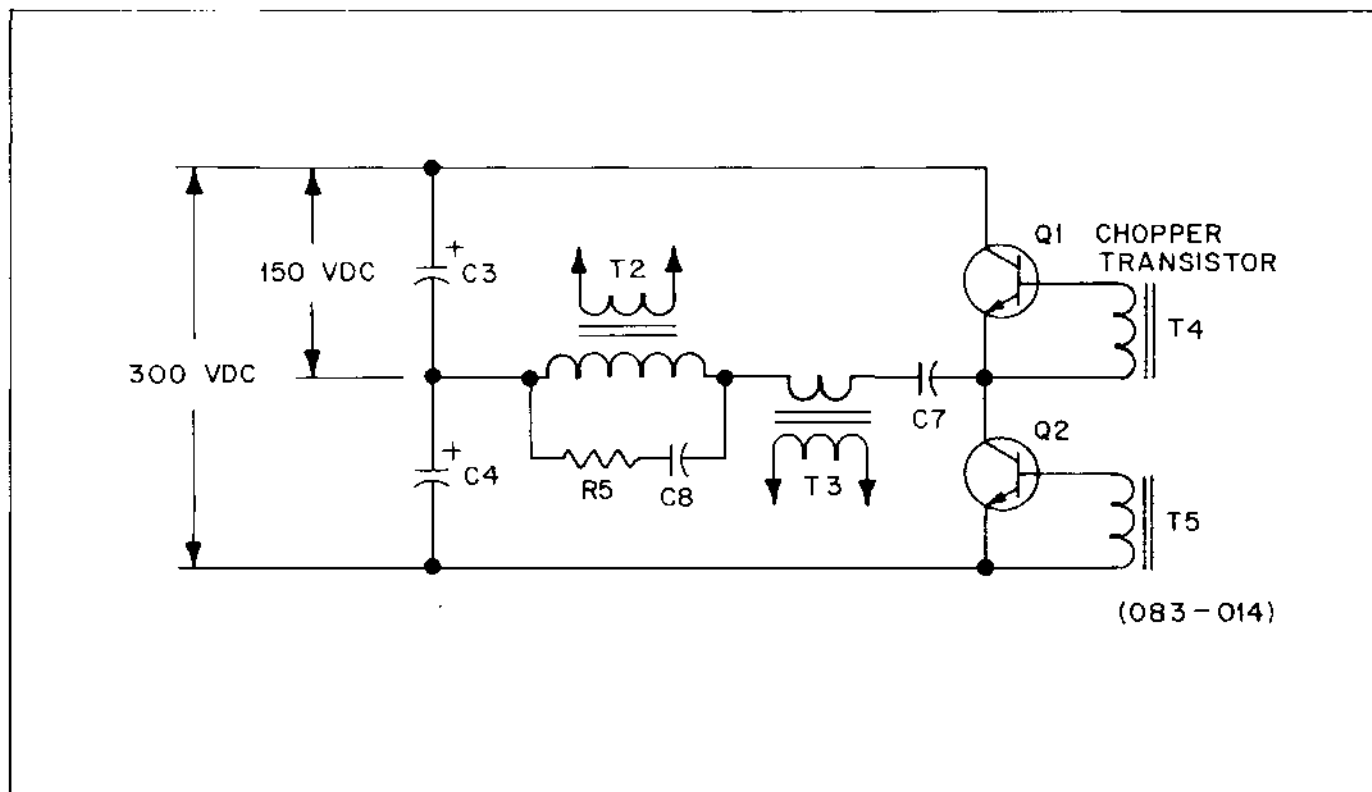 Q1 CHOPPER
TRANSISTOR
+
C3
150 VDC
T2
T4
300 VDC
C7
Q2
+
C4
R5
C8
T3
T5
(083-014)